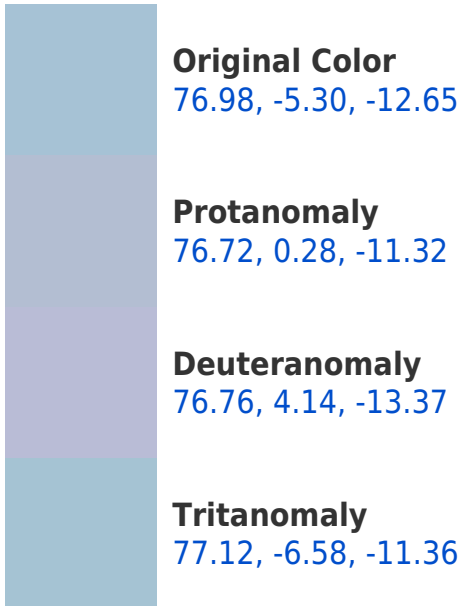 Original Color
76.98, -5.30, -12.65
Protanomaly
76.72, 0.28, -11.32
Deuteranomaly
76.76, 4.14, -13.37
Tritanomaly
77.12, -6.58, -11.36